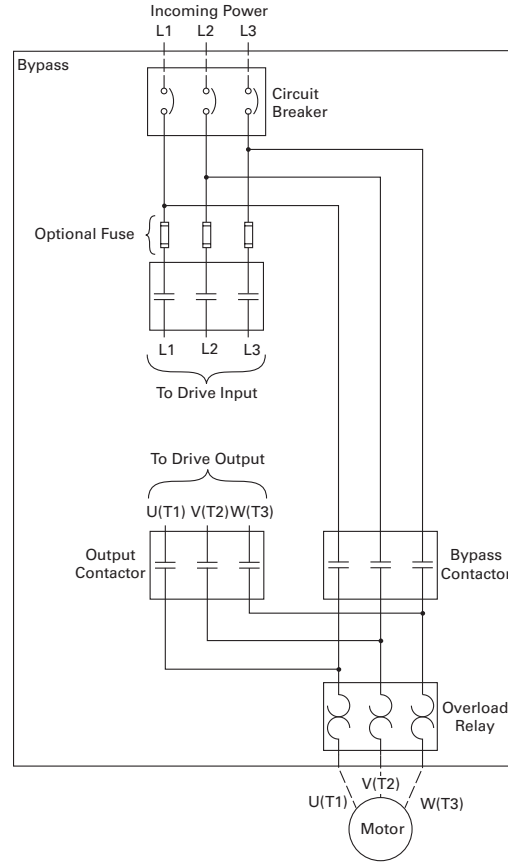 Incoming Power
L1 L2 L3
Bypass
Circuit
Breaker
Optional Fuse
L1 L2 L3
To Drive Input
To Drive Output
U(T1) V(T2) W(T3)
Output
Contactor
Bypass
Contactor
Overload
Relay
V(T2)
U(T1) W(T3)
Motor